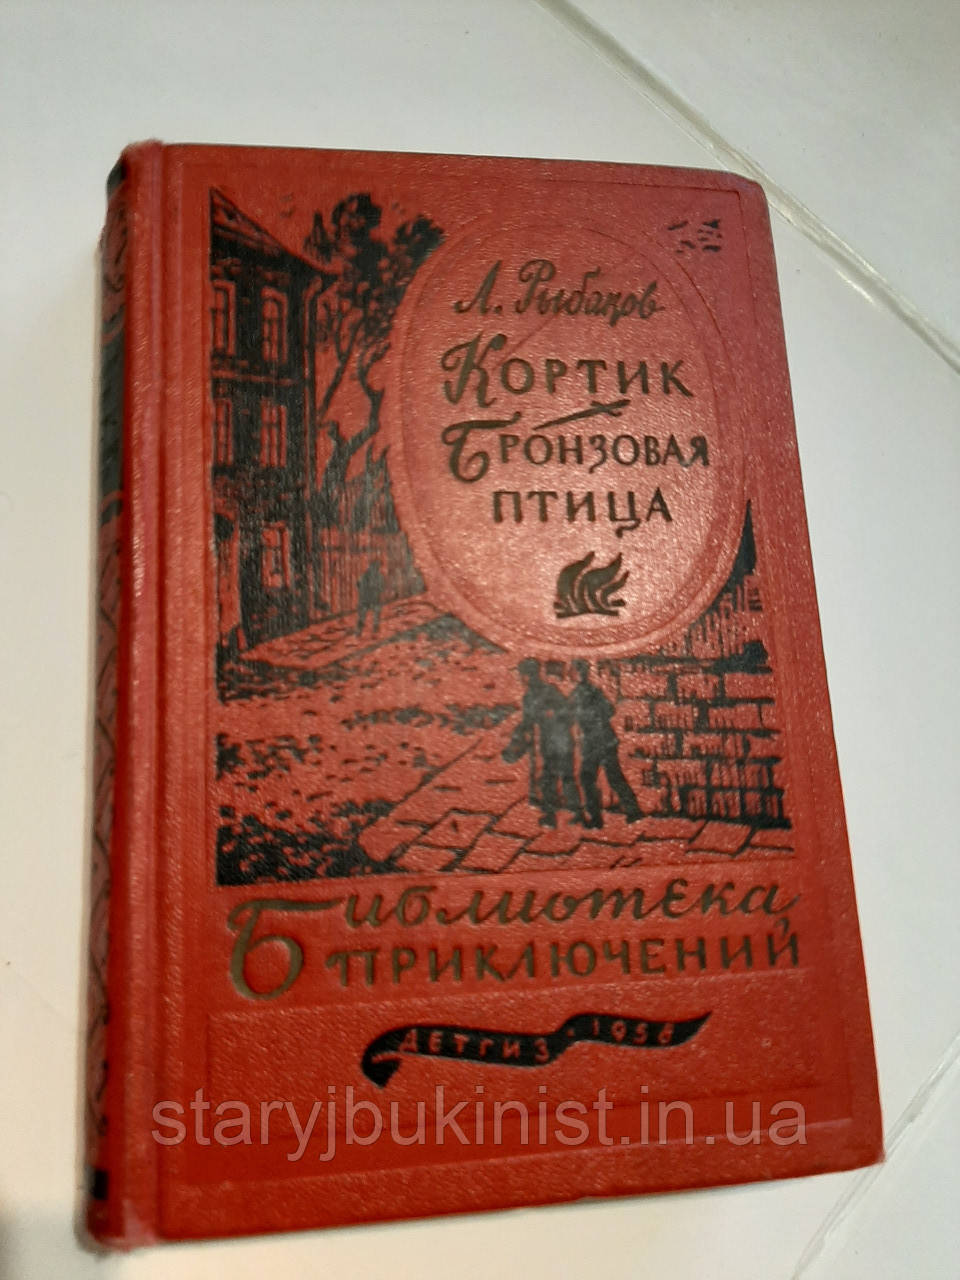 Л. Рыбаков
Кортик
Бронзовая
птица
Библиотека
приключений
ДЕТГИЗ • 1956
staryjbukinist.in.ua